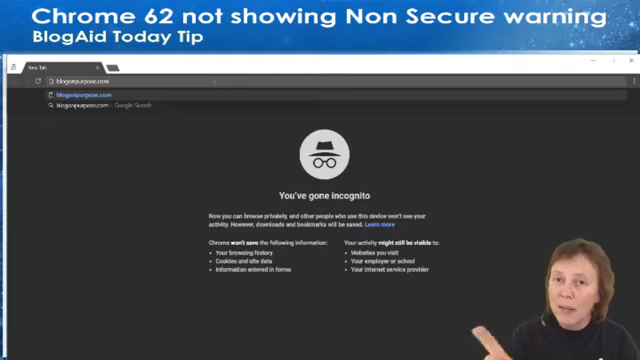 Chrome 62 not showing Non Secure warning
BlogAid Today Tip
New Tab
blogonpurpose.com
blogonpurpose.com
blogonpurpose.com - Google Search
You've gone incognito
Now you can browse privately, and other people who use this device won't see your
activity. However, downloads and bookmarks will be saved. Learn more
Chrome won't save the following information:
• Your browsing history
• Cookies and site data
• Information entered in forms
Your activity might still be visible to:
• Websites you visit
• Your employer or school
• Your internet service provider